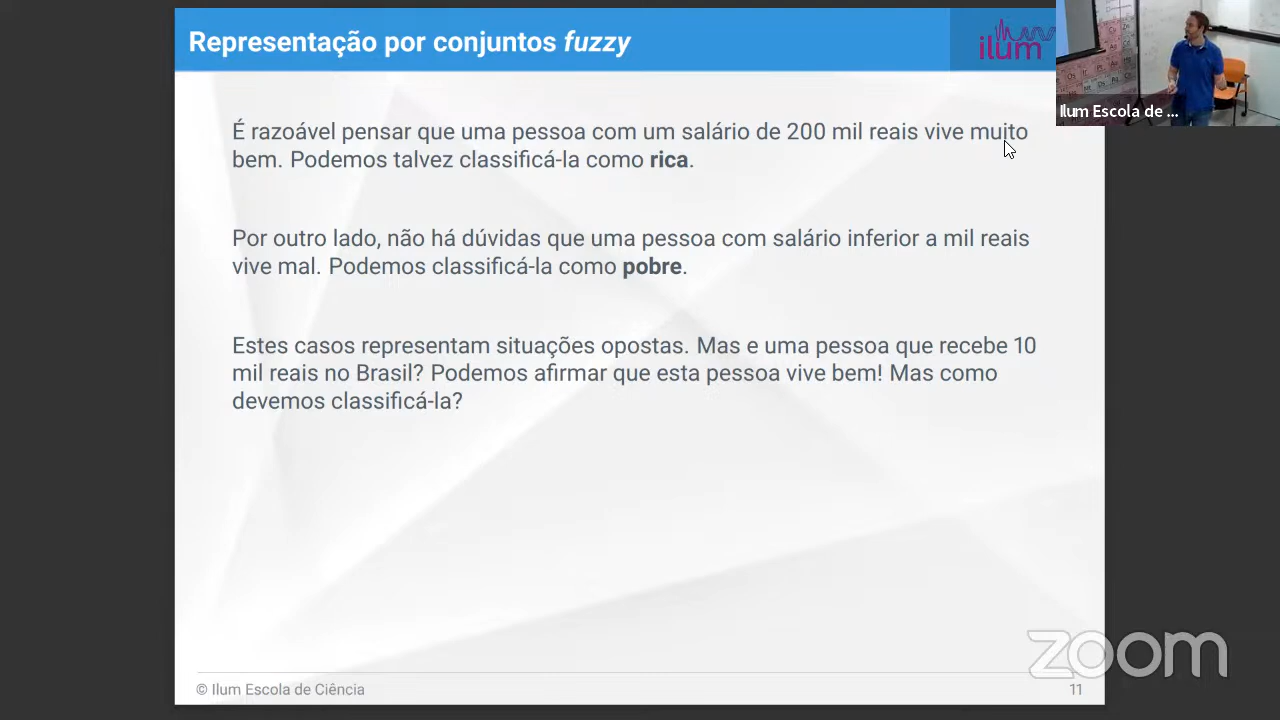 Representação por conjuntos fuzzy
ilum
Ilum Escola de ...
É razoável pensar que uma pessoa com um salário de 200 mil reais vive muito
bem. Podemos talvez classificá-la como rica.
Por outro lado, não há dúvidas que uma pessoa com salário inferior a mil reais
vive mal. Podemos classificá-la como pobre.
Estes casos representam situações opostas. Mas e uma pessoa que recebe 10
mil reais no Brasil? Podemos afirmar que esta pessoa vive bem! Mas como
devemos classificá-la?
zoom
© Ilum Escola de Ciência
11